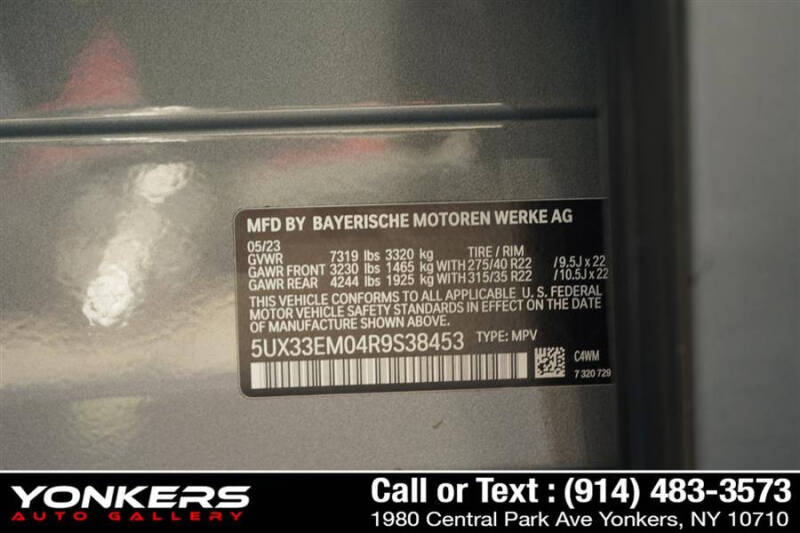 MFD BY BAYERISCHE MOTOREN WERKE AG
05/23
GVWR 7319 lbs 3320 kg TIRE / RIM
GAWR FRONT 3230 lbs 1465 kg WITH 275/40 R22 / 9.5J x 22
GAWR REAR 4244 lbs 1925 kg WITH 315/35 R22 / 10.5J x 22
THIS VEHICLE CONFORMS TO ALL APPLICABLE U.S. FEDERAL
MOTOR VEHICLE SAFETY STANDARDS IN EFFECT ON THE DATE OF
MANUFACTURE SHOWN ABOVE.
5UX33EM04R9S38453 TYPE: MPV
C4WM
7 320 729
YONKERS
AUTO GALLERY
Call or Text : (914) 483-3573
1980 Central Park Ave Yonkers, NY 10710